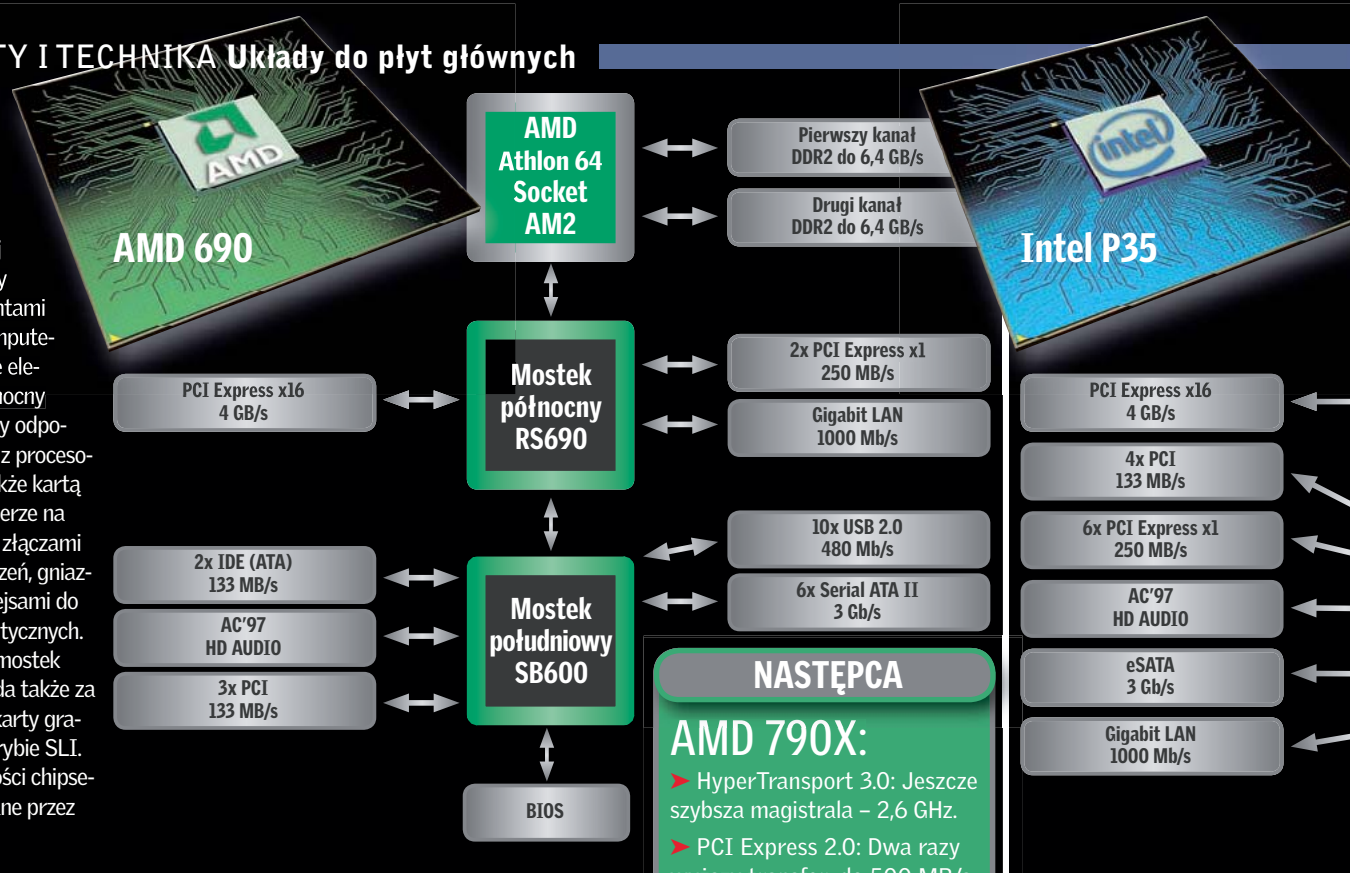 TY I TECHNIKA Układy do płyt głównych
AMD
AMD 690
i
y
ntami
mpute-
e ele-
nocny
y odpo-
z proceso-
kże kartą
erze na
złączami
zeń, gniaz-
ejsami do
tycznych.
mostek
da także za
karty gra-
rybie SLI.
ści chipse-
ne przez
AMD
Athlon 64
Socket
AM2
Pierwszy kanał
DDR2 do 6,4 GB/s
Drugi kanał
DDR2 do 6,4 GB/s
PCI Express x16
4 GB/s
Mostek
północny
RS690
2x PCI Express x1
250 MB/s
Gigabit LAN
1000 Mb/s
2x IDE (ATA)
133 MB/s
AC'97
HD AUDIO
3x PCI
133 MB/s
Mostek
południowy
SB600
10x USB 2.0
480 Mb/s
6x Serial ATA II
3 Gb/s
BIOS
NASTĘPCA
AMD 790X:
➤ HyperTransport 3.0: Jeszcze
szybsza magistrala – 2,6 GHz.
➤ PCI Express 2.0: Dwa razy
intel
Intel P35
PCI Express x16
4 GB/s
4x PCI
133 MB/s
6x PCI Express x1
250 MB/s
AC'97
HD AUDIO
eSATA
3 Gb/s
Gigabit LAN
1000 Mb/s